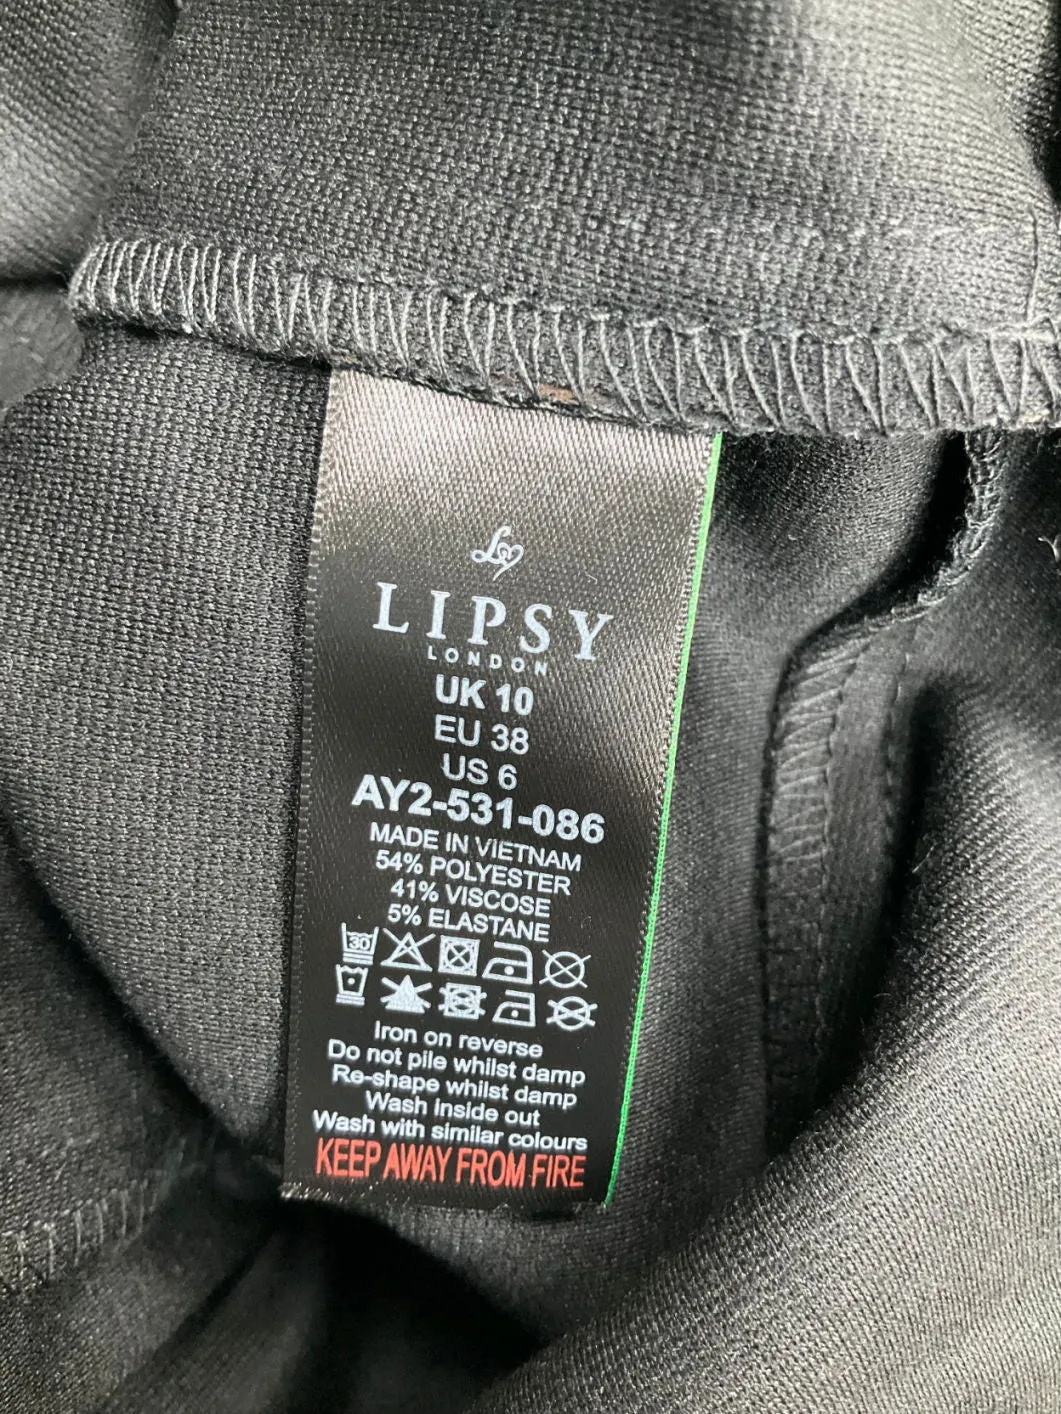 LIPSY
LONDON
UK 10
EU 38
US 6
AY2-531-086
MADE IN VIETNAM
54% POLYESTER
41% VISCOSE
5% ELASTANE
30
Iron on reverse
Do not pile whilst damp
Re-shape whilst damp
Wash inside out
Wash with similar colours
KEEP AWAY FROM FIRE